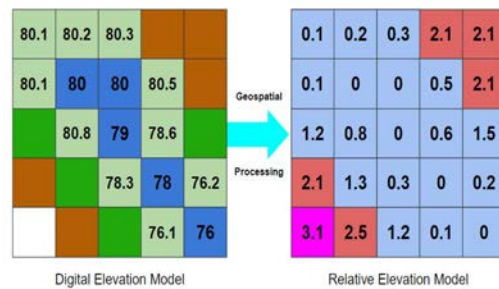 80.1 80.2 80.3
80.1 80 80 80.5
80.8 79 78.6
78.3 78 76.2
76.1 76
Digital Elevation Model
Geospatial
Processing
0.1 0.2 0.3 2.1 2.1
0.1 0 0 0.5 2.1
1.2 0.8 0 0.6 1.5
2.1 1.3 0.3 0 0.2
3.1 2.5 1.2 0.1 0
Relative Elevation Model